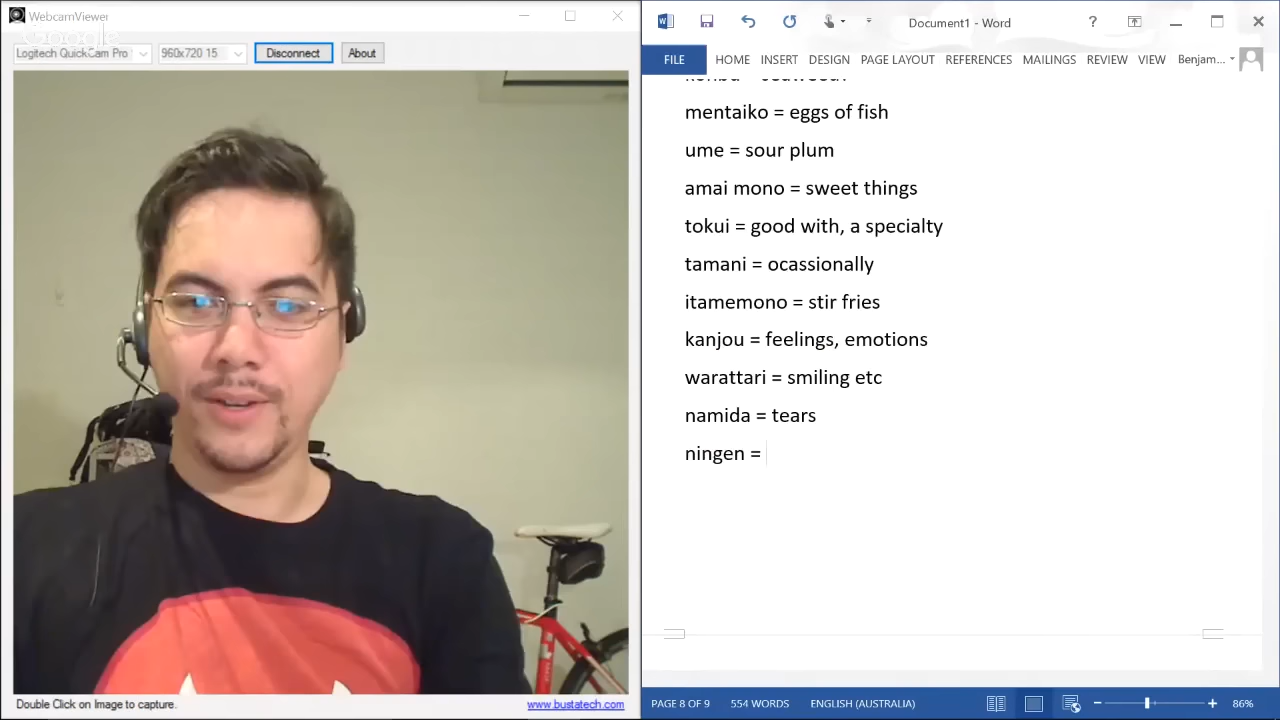 WebcamViewer
Google
Logitech QuickCam Pro
960x720 15
Disconnect
About
Double Click on Image to capture.
www.bustatech.com
Document1 - Word
?
FILE
HOME
INSERT
DESIGN
PAGE LAYOUT
REFERENCES
MAILINGS
REVIEW
VIEW
Benjam...
mentaiko = eggs of fish
ume = sour plum
amai mono = sweet things
tokui = good with, a specialty
tamani = ocassionally
itamemono = stir fries
kanjou = feelings, emotions
warattari = smiling etc
namida = tears
ningen =
PAGE 8 OF 9
554 WORDS
ENGLISH (AUSTRALIA)
86%